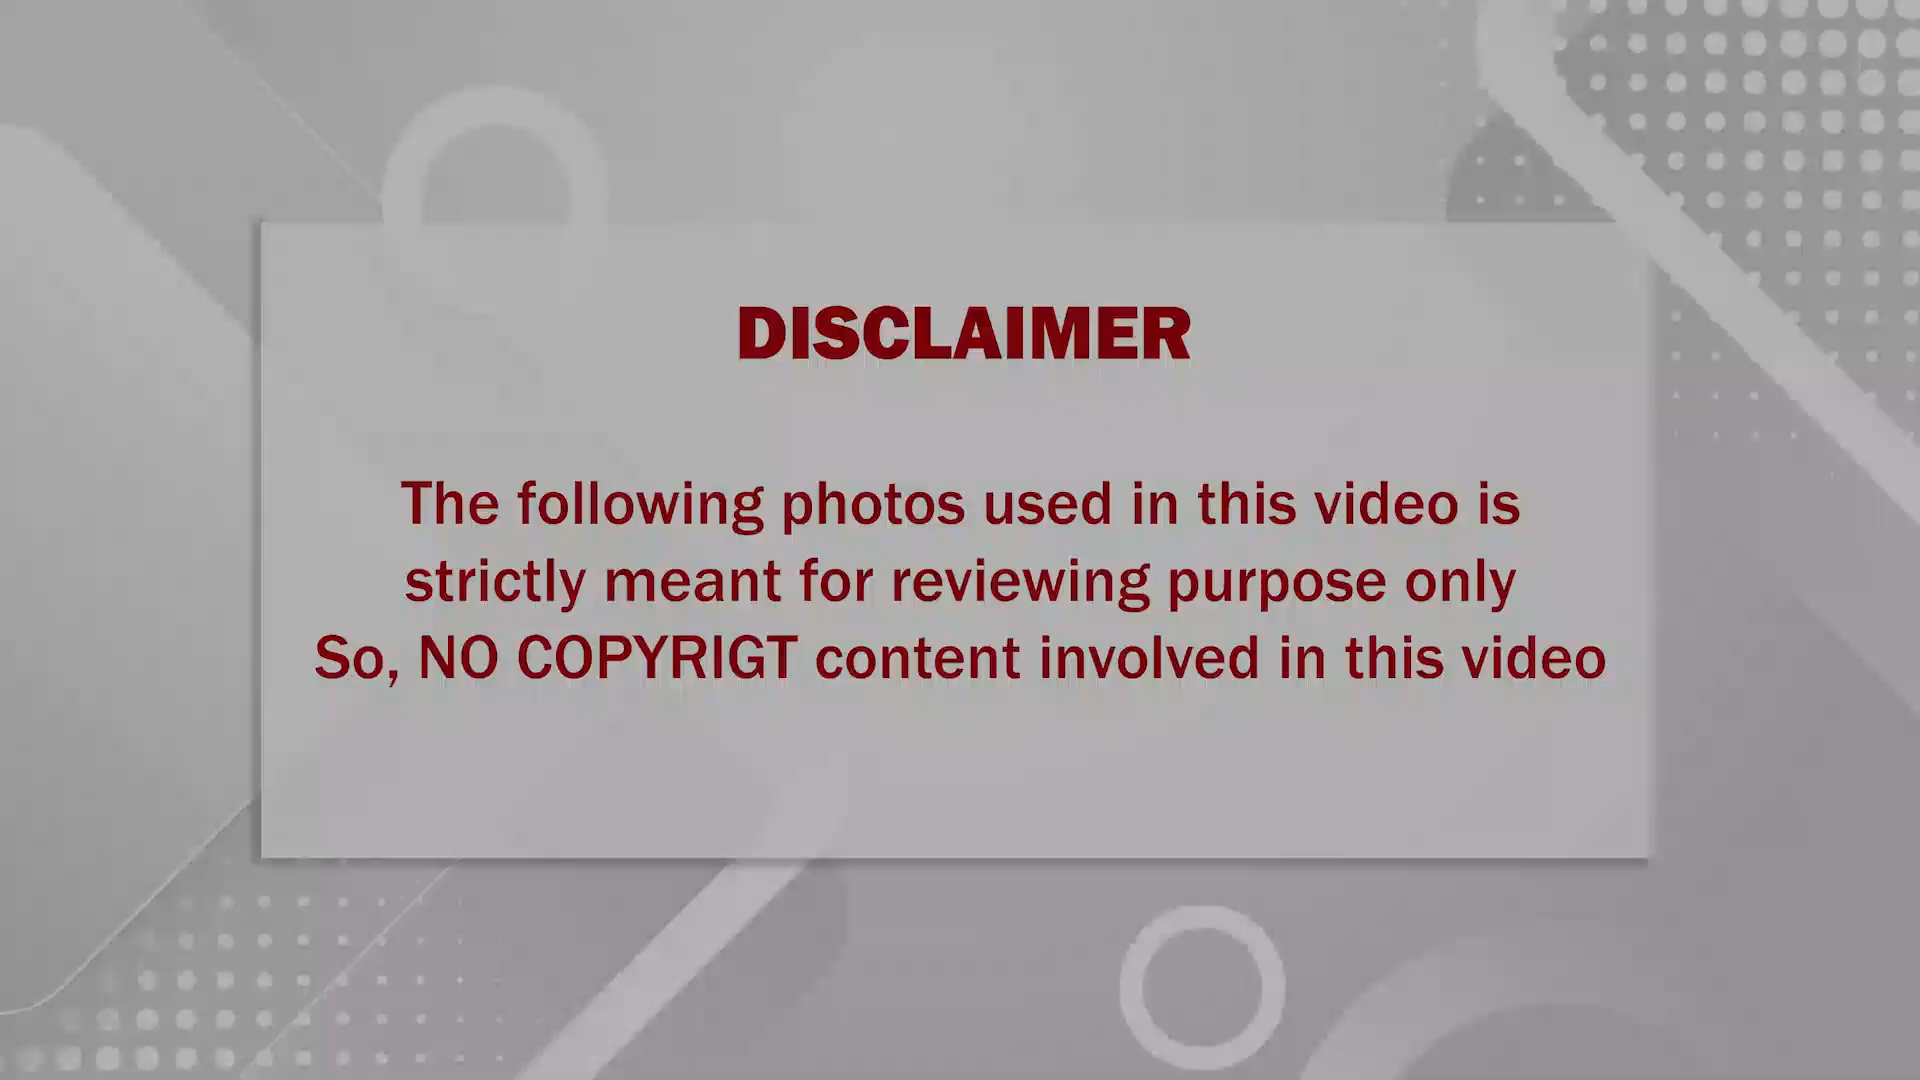 DISCLAIMER
The following photos used in this video is
strictly meant for reviewing purpose only
So, NO COPYRIGT content involved in this video